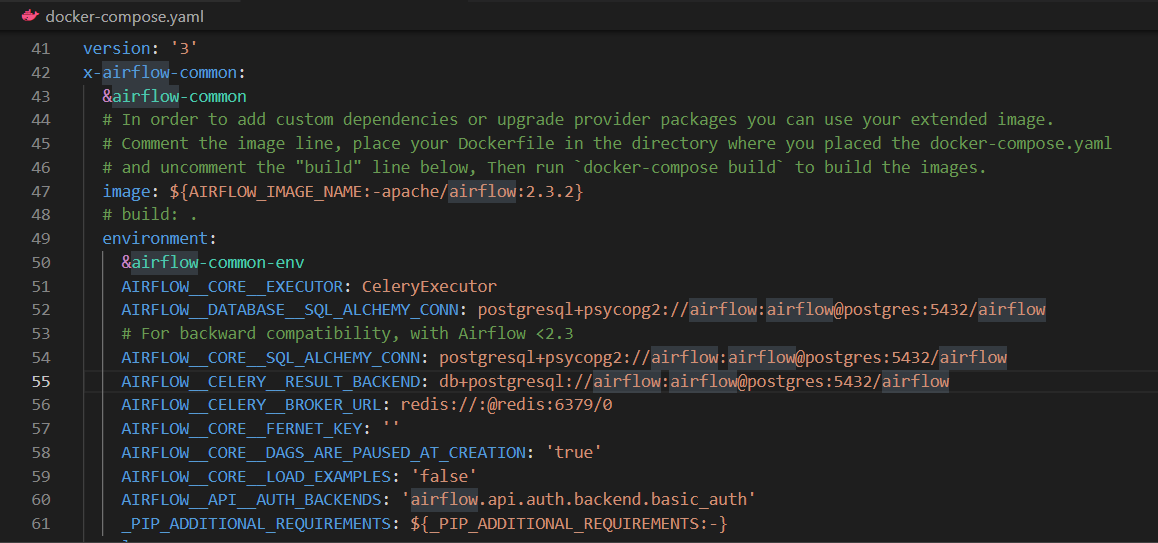 docker-compose.yaml
41 version: '3'
42 x-airflow-common:
43 &airflow-common
44 # In order to add custom dependencies or upgrade provider packages you can use your extended image.
45 # Comment the image line, place your Dockerfile in the directory where you placed the docker-compose.yaml
46 # and uncomment the "build" line below, Then run `docker-compose build` to build the images.
47 image: ${AIRFLOW_IMAGE_NAME:-apache/airflow:2.3.2}
48 # build: .
49 environment:
50 &airflow-common-env
51 AIRFLOW__CORE__EXECUTOR: CeleryExecutor
52 AIRFLOW__DATABASE__SQL_ALCHEMY_CONN: postgresql+psycopg2://airflow:airflow@postgres:5432/airflow
53 # For backward compatibility, with Airflow <2.3
54 AIRFLOW__CORE__SQL_ALCHEMY_CONN: postgresql+psycopg2://airflow:airflow@postgres:5432/airflow
55 AIRFLOW__CELERY__RESULT_BACKEND: db+postgresql://airflow:airflow@postgres:5432/airflow
56 AIRFLOW__CELERY__BROKER_URL: redis://:@redis:6379/0
57 AIRFLOW__CORE__FERNET_KEY: ''
58 AIRFLOW__CORE__DAGS_ARE_PAUSED_AT_CREATION: 'true'
59 AIRFLOW__CORE__LOAD_EXAMPLES: 'false'
60 AIRFLOW__API__AUTH_BACKENDS: 'airflow.api.auth.backend.basic_auth'
61 _PIP_ADDITIONAL_REQUIREMENTS: ${_PIP_ADDITIONAL_REQUIREMENTS:-}